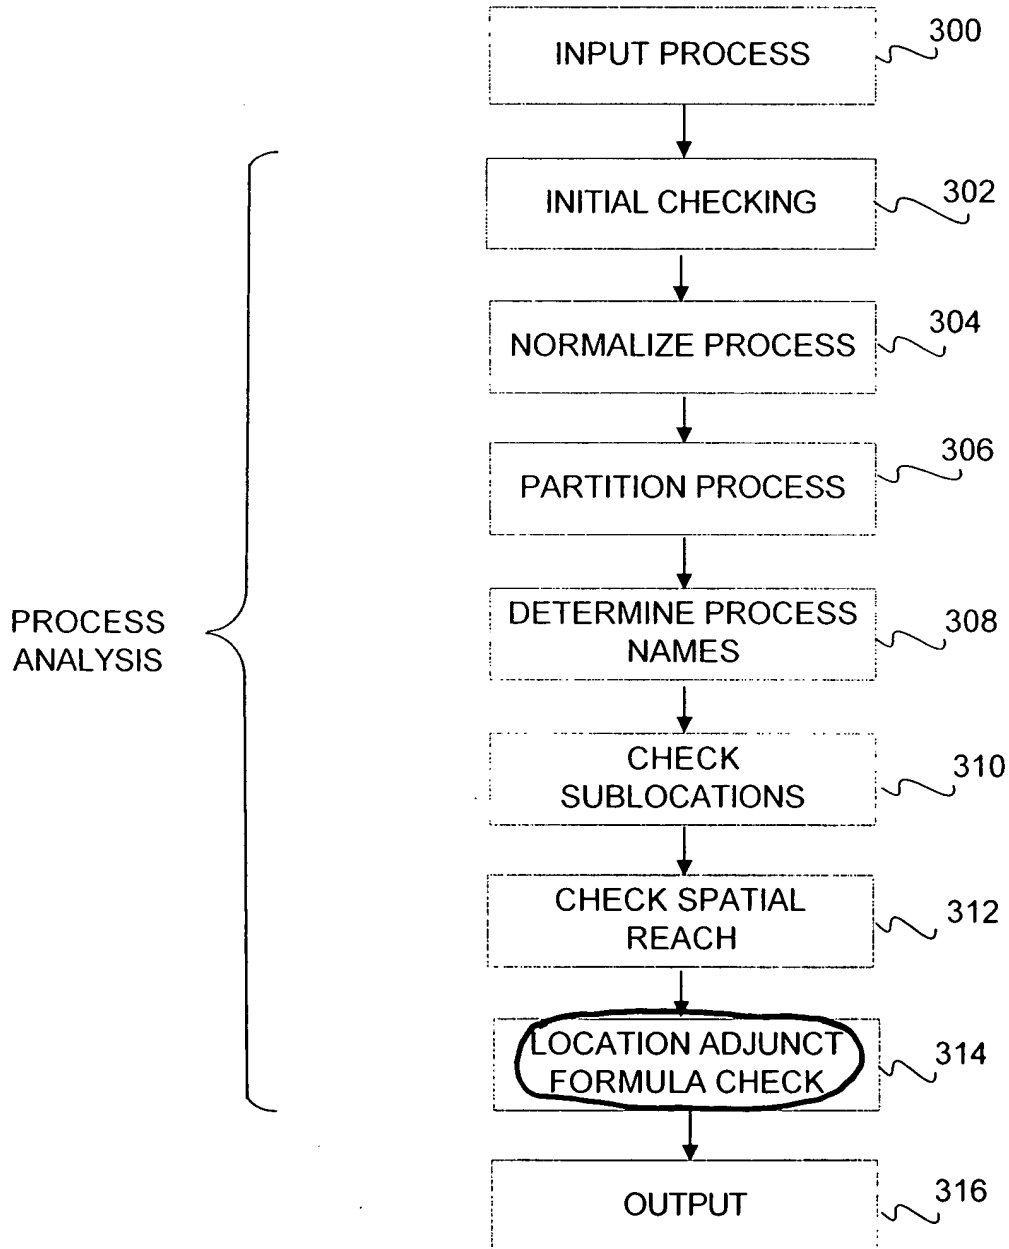 INPUT PROCESS
300
INITIAL CHECKING
302
NORMALIZE PROCESS
304
PARTITION PROCESS
306
DETERMINE PROCESS
NAMES
308
PROCESS
ANALYSIS
CHECK
SUBLOCATIONS
310
CHECK SPATIAL
REACH
312
LOCATION ADJUNCT
FORMULA CHECK
314
OUTPUT
316